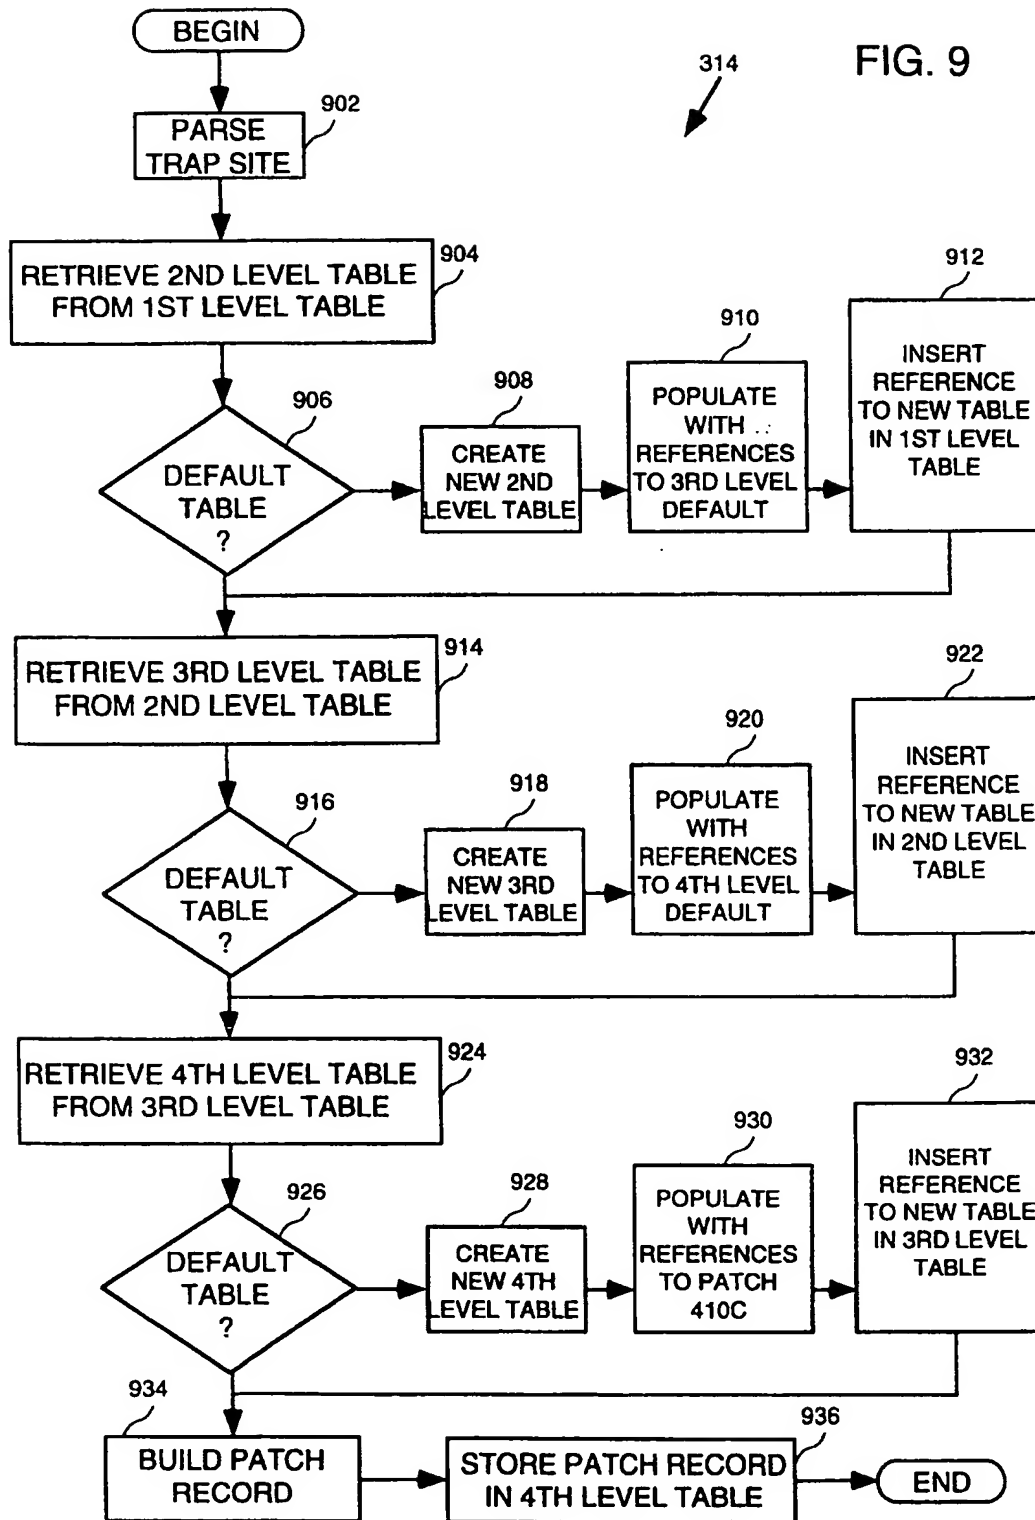 BEGIN
FIG. 9
314
902
PARSE
TRAP SITE
904
RETRIEVE 2ND LEVEL TABLE
FROM 1ST LEVEL TABLE
906
DEFAULT
TABLE
?
908
CREATE
NEW 2ND
LEVEL TABLE
910
POPULATE
WITH
REFERENCES
TO 3RD LEVEL
DEFAULT
912
INSERT
REFERENCE
TO NEW TABLE
IN 1ST LEVEL
TABLE
914
RETRIEVE 3RD LEVEL TABLE
FROM 2ND LEVEL TABLE
916
DEFAULT
TABLE
?
918
CREATE
NEW 3RD
LEVEL TABLE
920
POPULATE
WITH
REFERENCES
TO 4TH LEVEL
DEFAULT
922
INSERT
REFERENCE
TO NEW TABLE
IN 2ND LEVEL
TABLE
924
RETRIEVE 4TH LEVEL TABLE
FROM 3RD LEVEL TABLE
926
DEFAULT
TABLE
?
928
CREATE
NEW 4TH
LEVEL TABLE
930
POPULATE
WITH
REFERENCES
TO PATCH
410C
932
INSERT
REFERENCE
TO NEW TABLE
IN 3RD LEVEL
TABLE
934
BUILD PATCH
RECORD
936
STORE PATCH RECORD
IN 4TH LEVEL TABLE
END